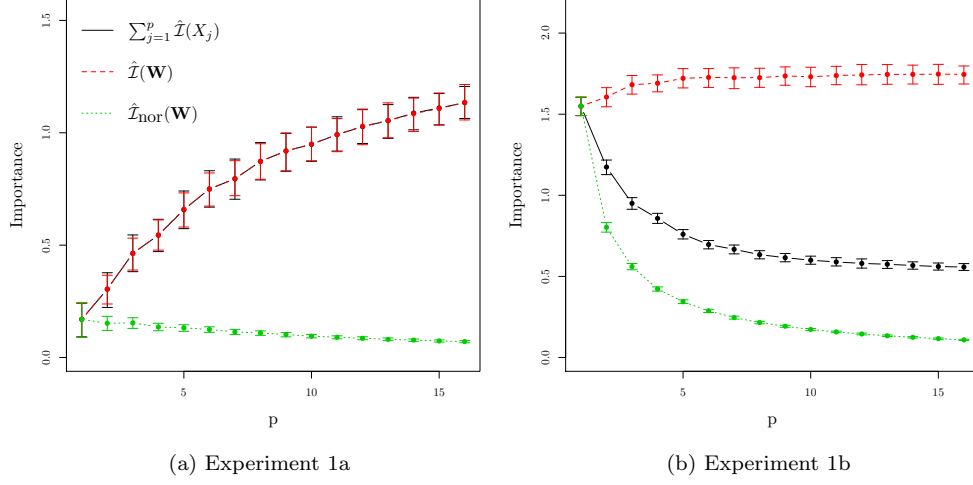 1.5
∑_{j=1}^{p} Î(X_j)
Î(W)
Î_nor(W)
1.0
0.5
0.0
Importance
5
10
15
p
(a) Experiment 1a
2.0
1.5
1.0
0.5
0.0
Importance
5
10
15
p
(b) Experiment 1b